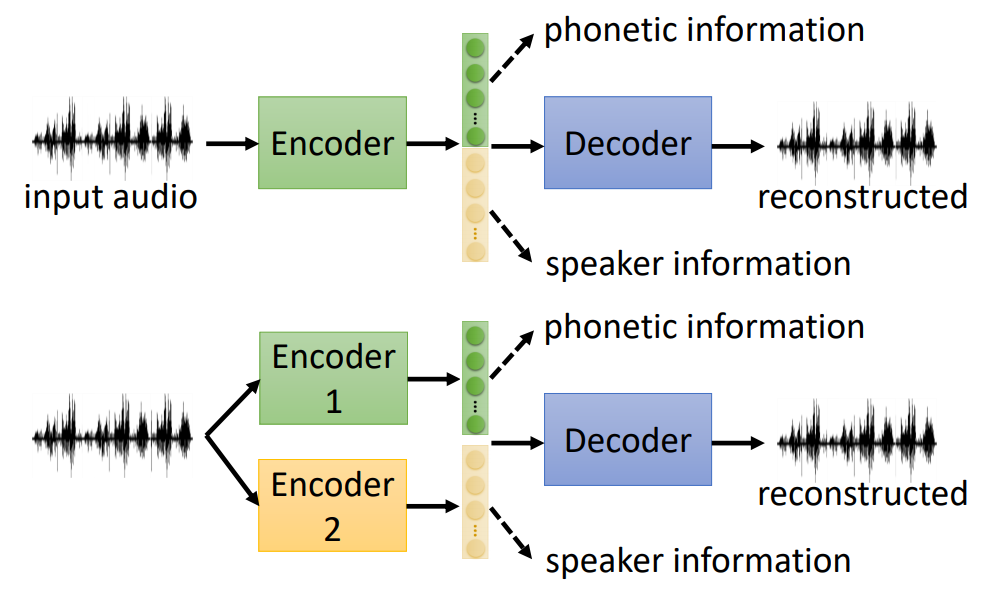 phonetic information
Encoder
Decoder
input audio
reconstructed
speaker information
phonetic information
Encoder
1
Decoder
Encoder
2
reconstructed
speaker information